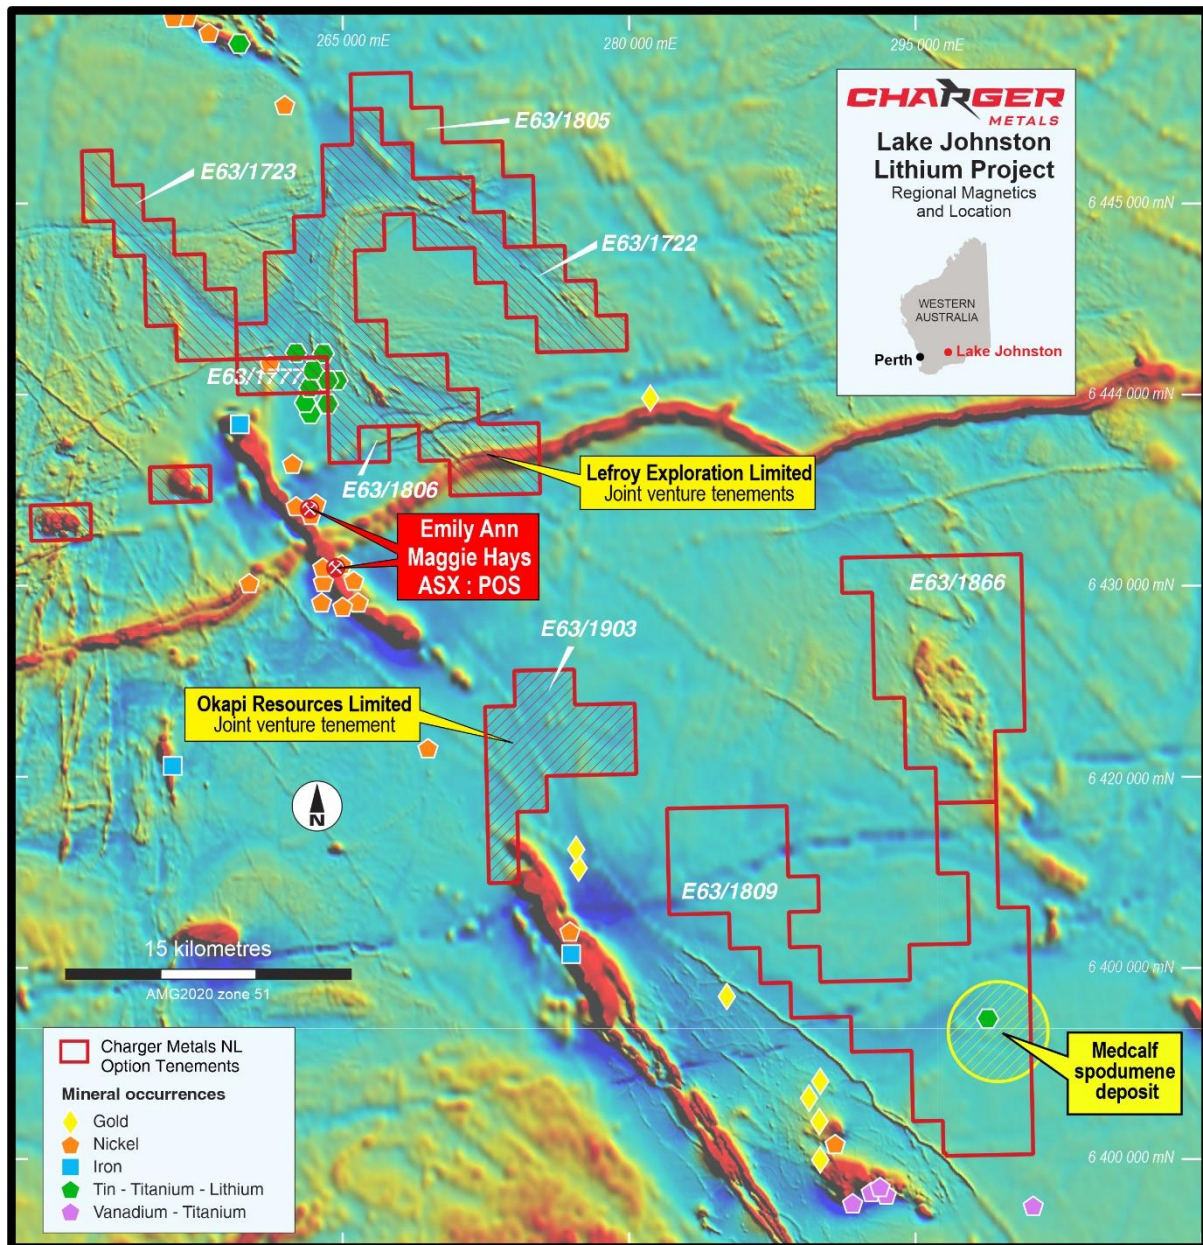 265 000 mE
280 000 mE
295 000 mE
CHARGER
METALS
Lake Johnston
Lithium Project
Regional Magnetics
and Location
WESTERN
AUSTRALIA
Perth
Lake Johnston
E63/1805
E63/1723
6 445 000 mN
E63/1722
E63/1777
6 444 000 mN
E63/1806
Lefroy Exploration Limited
Joint venture tenements
Emily Ann
Maggie Hays
ASX : POS
E63/1866
6 430 000 mN
E63/1903
Okapi Resources Limited
Joint venture tenement
N
6 420 000 mN
E63/1809
15 kilometres
AMG2020 zone 51
6 400 000 mN
Medcalf
spodumene
deposit
Charger Metals NL
Option Tenements
Mineral occurrences
Gold
Nickel
Iron
Tin - Titanium - Lithium
Vanadium - Titanium
6 400 000 mN